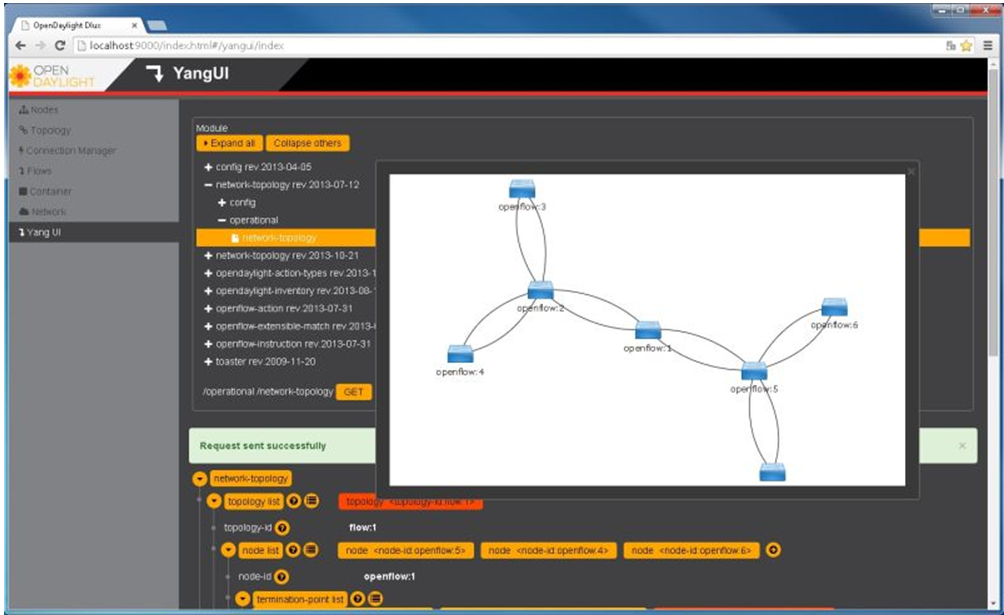 OpenDaylight Dlux
localhost:9000/index.html#/yangui/index
OPEN
DAYLIGHT
YangUI
Nodes
Topology
Connection Manager
Flows
Container
Network
Yang UI
Module
Expand all Collapse others
config rev.2013-04-05
network-topology rev.2013-07-12
config
operational
network-topology
network-topology rev.2013-10-21
opendaylight-action-types rev.2013-1
opendaylight-inventory rev.2013-08-
openflow-action rev.2013-07-31
openflow-extensible-match rev.2013-
openflow-instruction rev.2013-07-31
toaster rev.2009-11-20
/operational /network-topology GET
openflow:3
openflow:2
openflow:1
openflow:6
openflow:4
openflow:5
Request sent successfully
network-topology
topology list topology <topology-id:flow:1>
topology-id flow:1
node list node <node-id:openflow:5> node <node-id:openflow:4> node <node-id:openflow:6>
node-id openflow:1
termination-point list